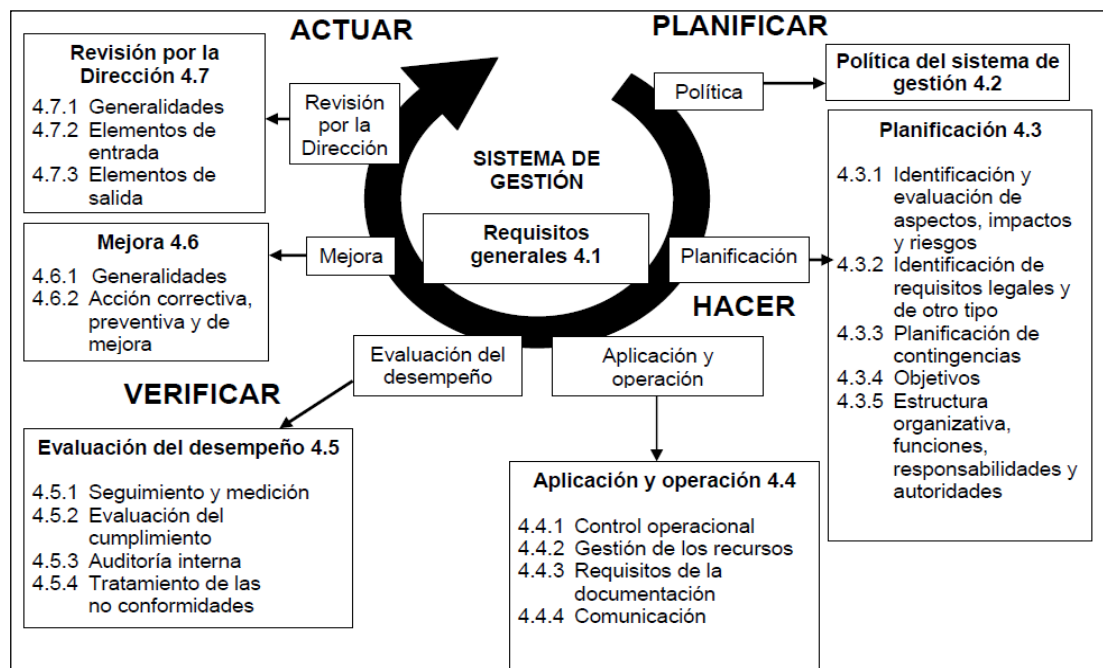 ACTUAR
PLANIFICAR
Revisión por la
Dirección 4.7
4.7.1 Generalidades
4.7.2 Elementos de
entrada
4.7.3 Elementos de
salida
Revisión
por la
Dirección
Política
Política del sistema de
gestión 4.2
SISTEMA DE
GESTIÓN
Requisitos
generales 4.1
Planificación 4.3
4.3.1 Identificación y
evaluación de
aspectos, impactos
y riesgos
4.3.2 Identificación de
requisitos legales y
de otro tipo
4.3.3 Planificación de
contingencias
4.3.4 Objetivos
4.3.5 Estructura
organizativa,
funciones,
responsabilidades y
autoridades
Mejora 4.6
4.6.1 Generalidades
4.6.2 Acción correctiva,
preventiva y de
mejora
Mejora
Planificación
HACER
Evaluación del
desempeño
Aplicación y
operación
VERIFICAR
Evaluación del desempeño 4.5
4.5.1 Seguimiento y medición
4.5.2 Evaluación del
cumplimiento
4.5.3 Auditoría interna
4.5.4 Tratamiento de las
no conformidades
Aplicación y operación 4.4
4.4.1 Control operacional
4.4.2 Gestión de los recursos
4.4.3 Requisitos de la
documentación
4.4.4 Comunicación